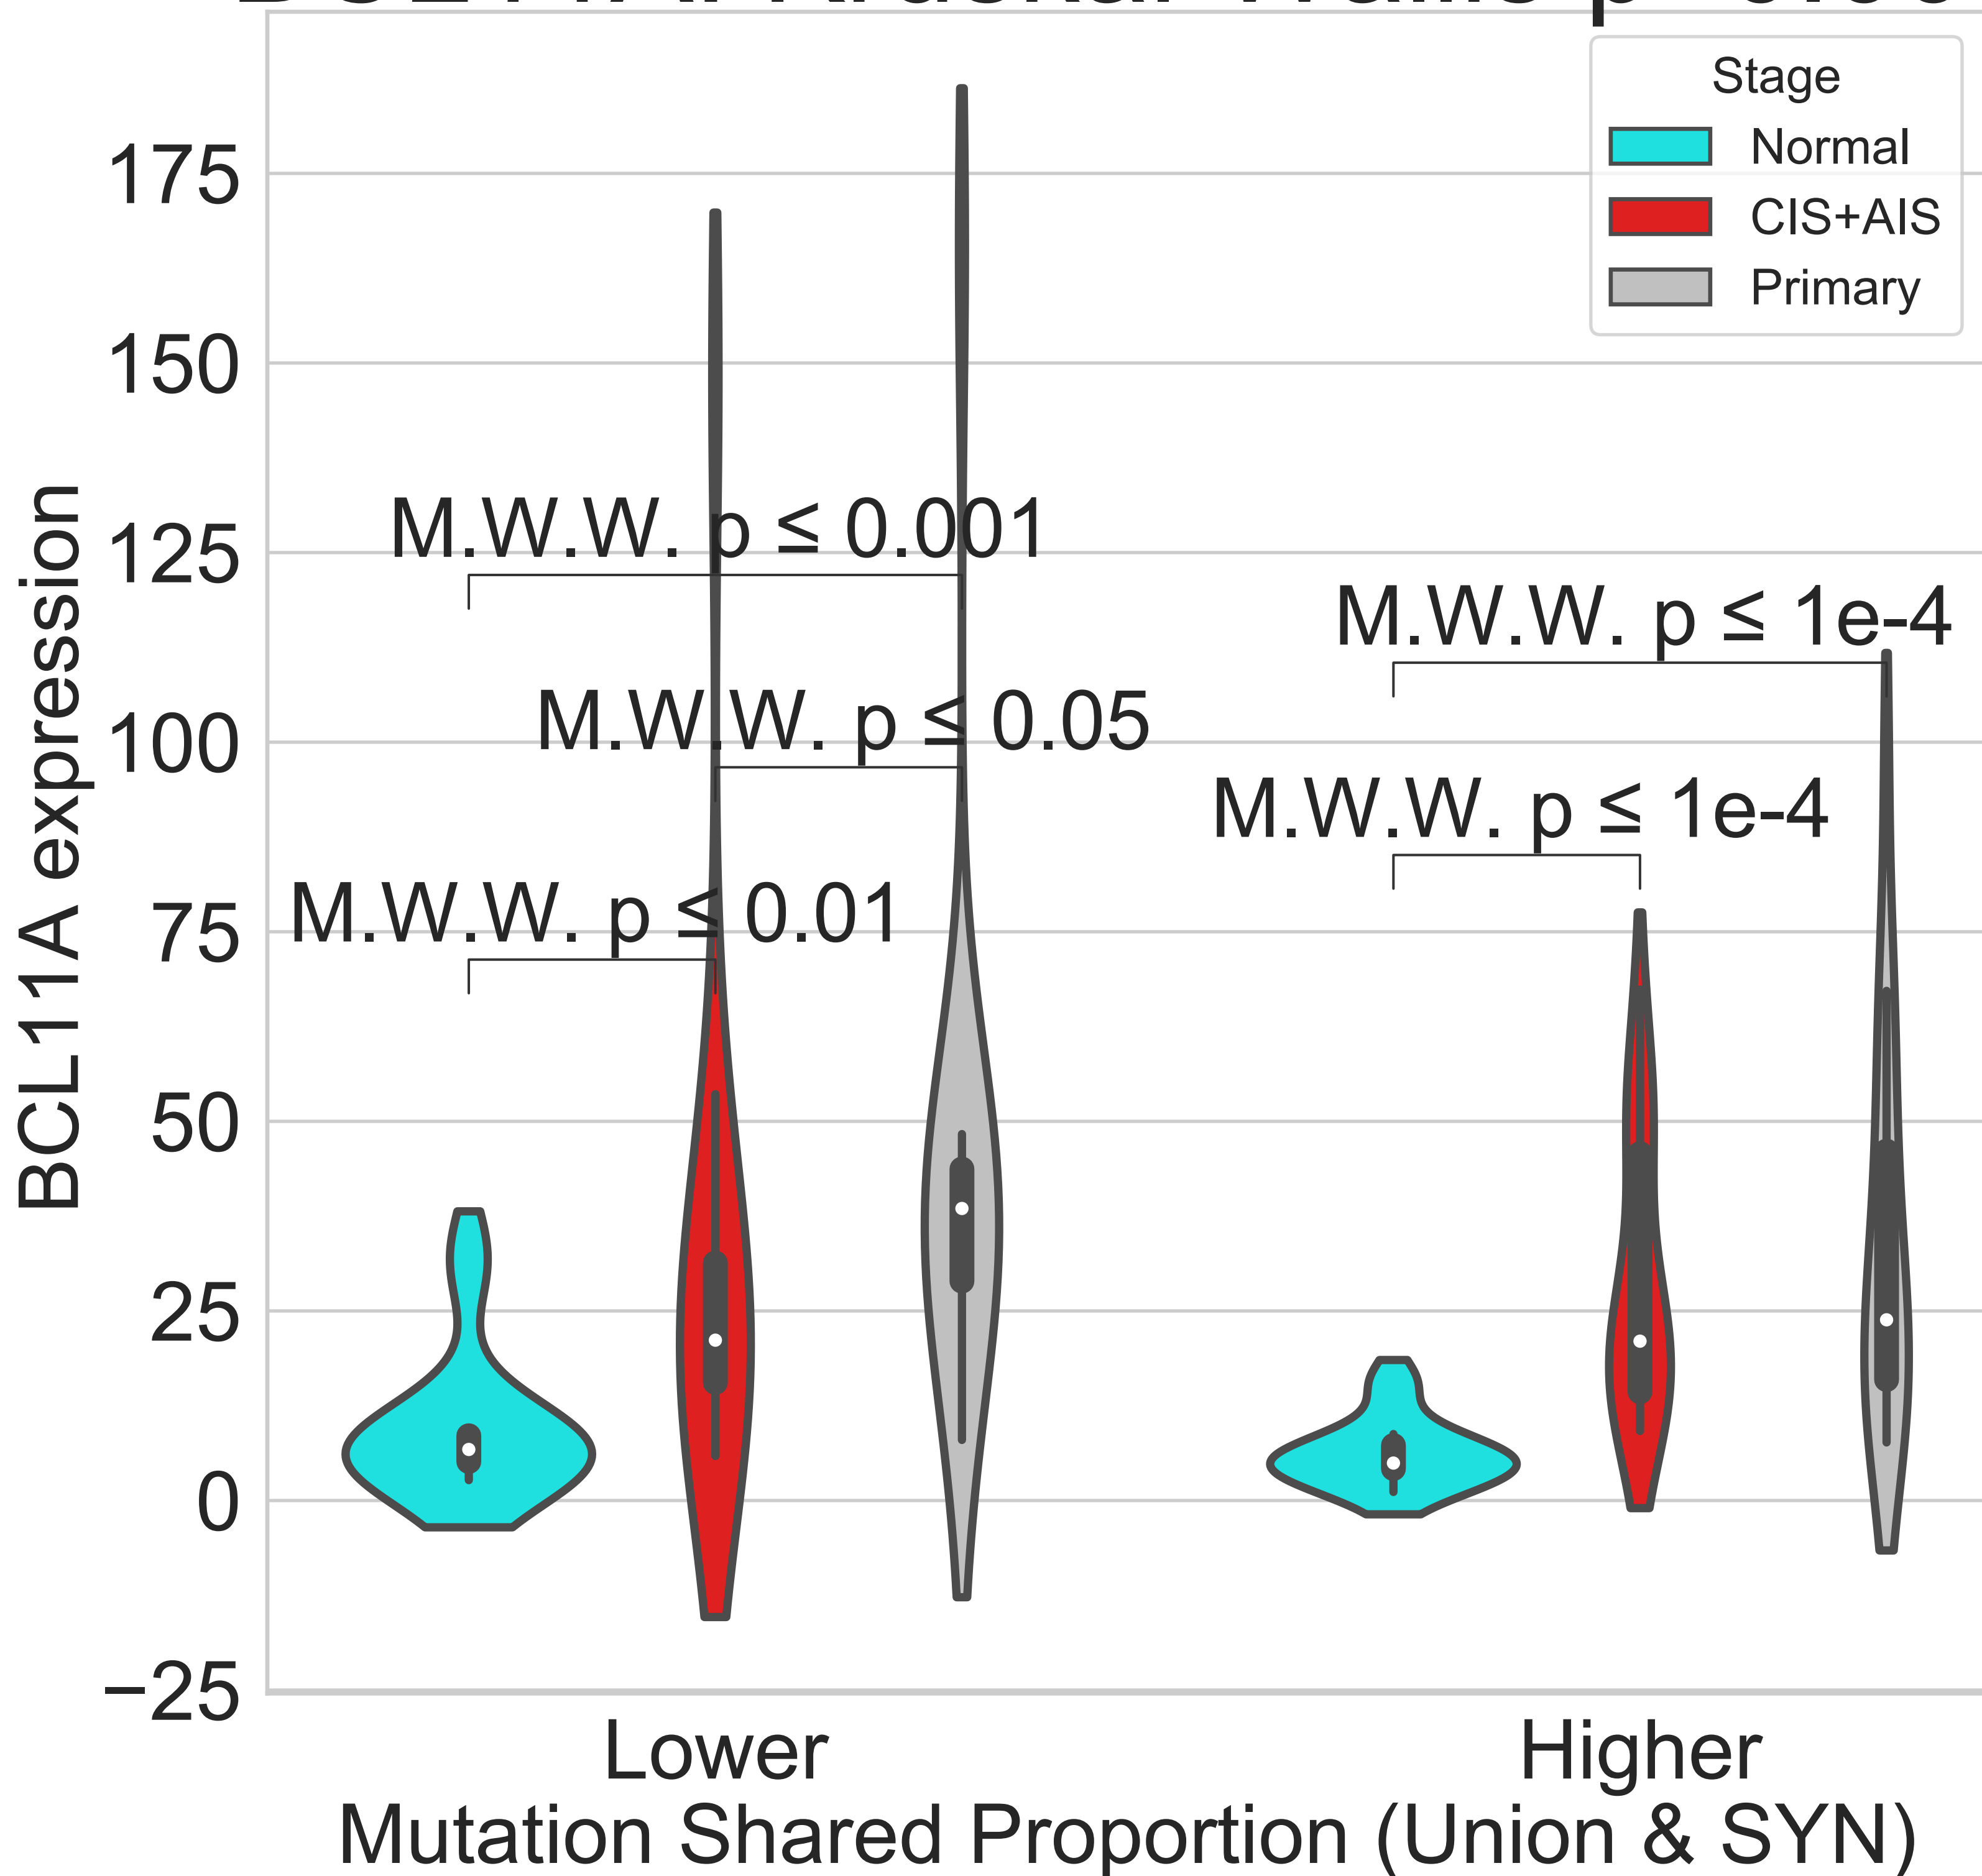 Stage
Normal
CIS+AIS
Primary
175
150
125
100
75
50
25
0
−25
BCL11A expression
M.W.W. p ≤ 0.001
M.W.W. p ≤ 0.05
M.W.W. p ≤ 0.01
M.W.W. p ≤ 1e-4
M.W.W. p ≤ 1e-4
Lower
Higher
Mutation Shared Proportion (Union & SYN)